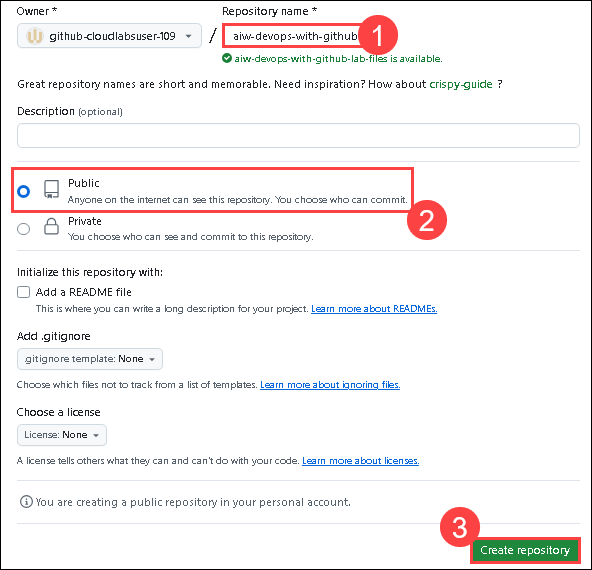 Owner * Repository name *
github-cloudlabsuser-109 / aiw-devops-with-github 1
aiw-devops-with-github-lab-files is available.
Great repository names are short and memorable. Need inspiration? How about crispy-guide ?
Description (optional)
Public
Anyone on the internet can see this repository. You choose who can commit.
2
Private
You choose who can see and commit to this repository.
Initialize this repository with:
Add a README file
This is where you can write a long description for your project. Learn more about READMEs.
Add .gitignore
.gitignore template: None
Choose which files not to track from a list of templates. Learn more about ignoring files.
Choose a license
License: None
A license tells others what they can and can't do with your code. Learn more about licenses.
You are creating a public repository in your personal account.
3
Create repository